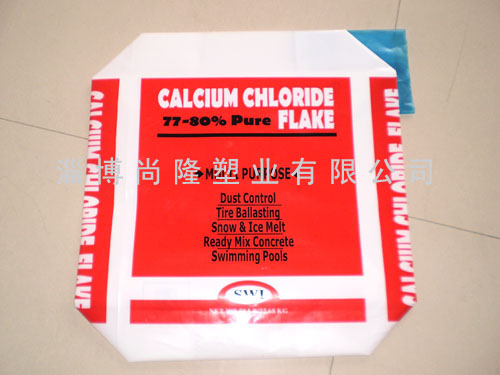 CALCIUM CHLORIDE
77-80% Pure FLAKE
淄博尚隆塑业有限公司
PURPOSE
Dust Control
Tire Ballasting
Snow & Ice Melt
Ready Mix Concrete
Swimming Pools
SWI
CALCIUM CHLORIDE FLAKE
CALCIUM CHLORIDE FLAKE